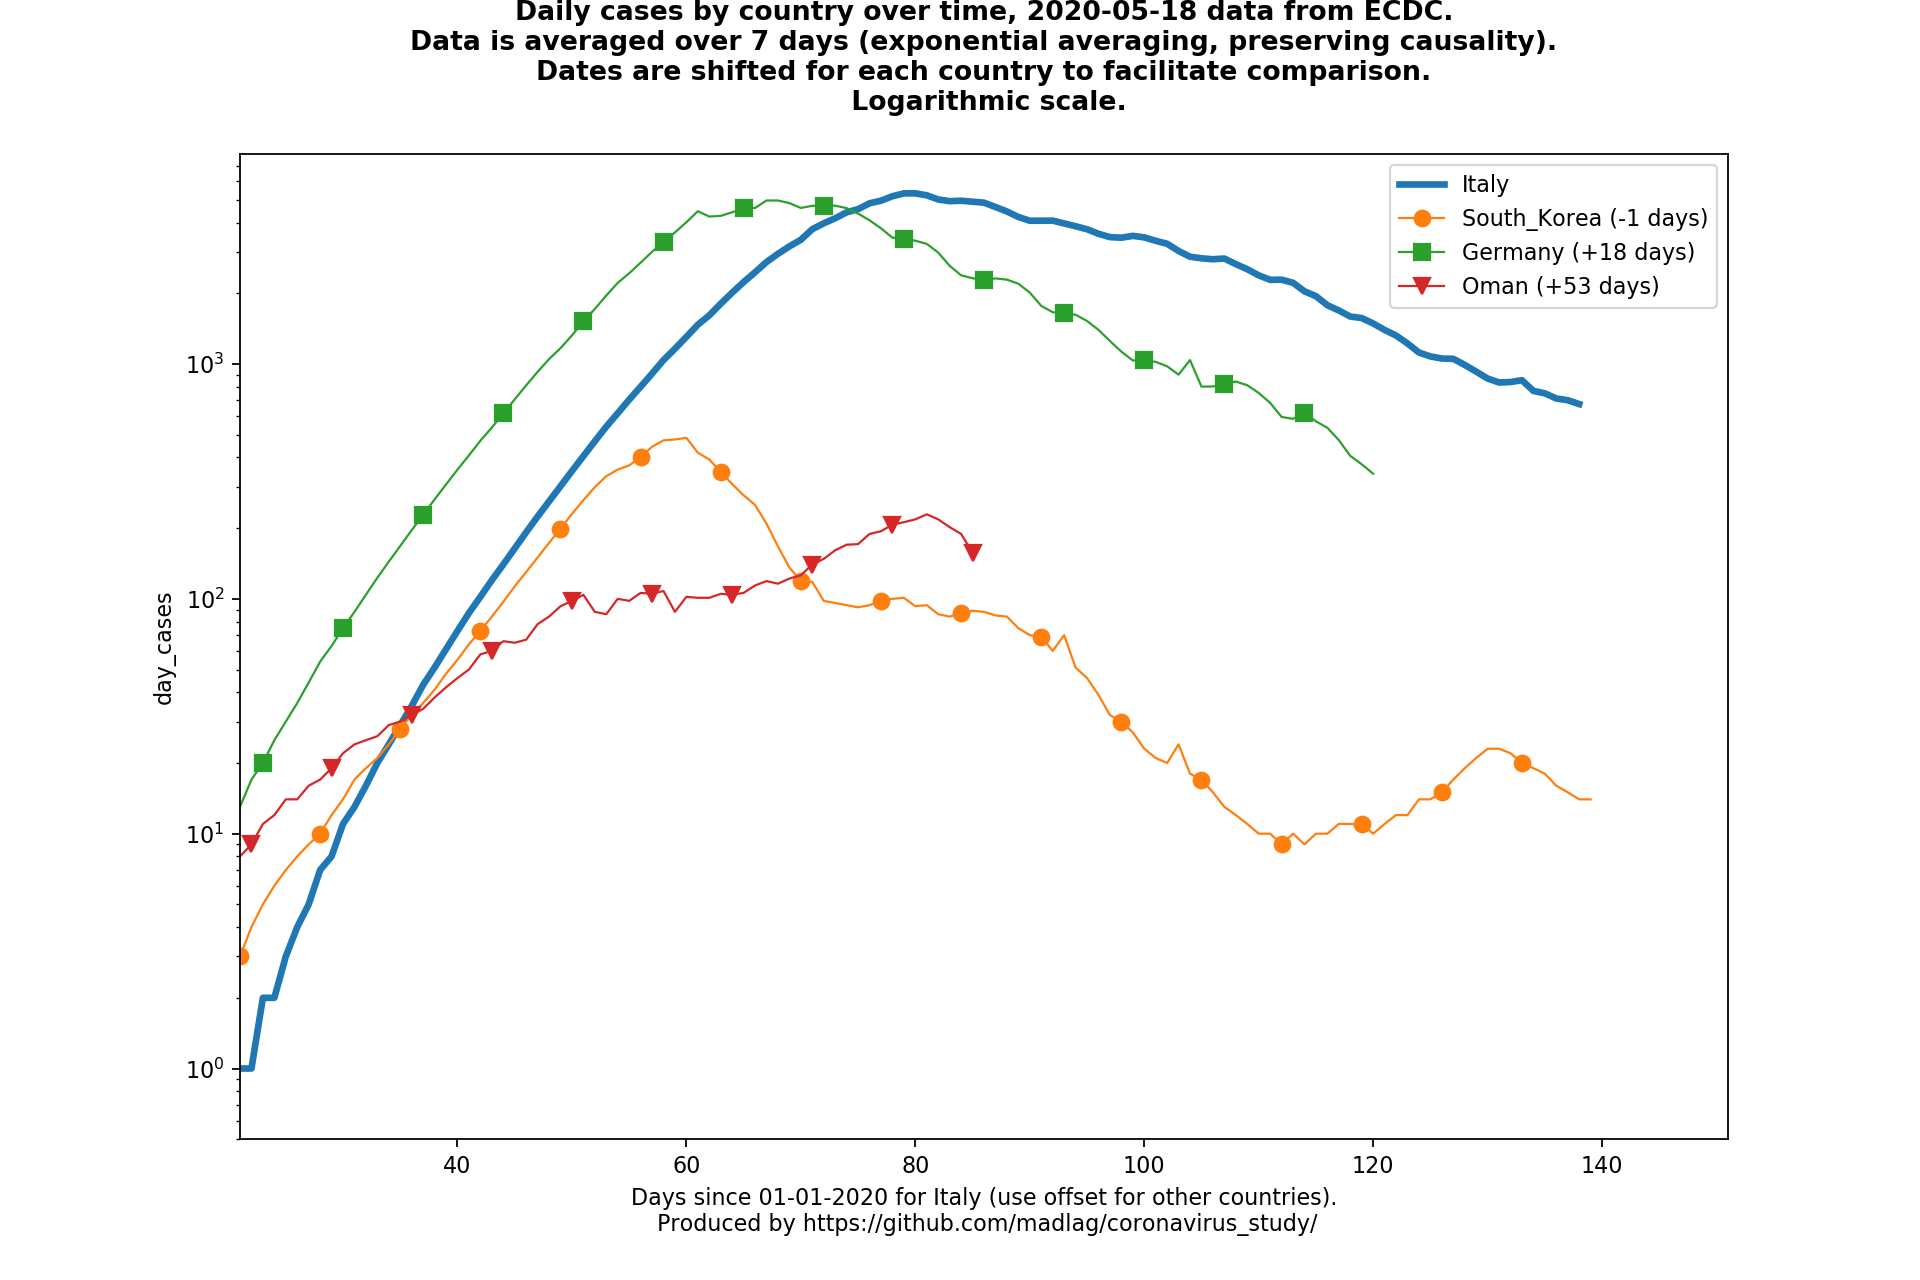 Daily cases by country over time, 2020-05-18 data from ECDC.
Data is averaged over 7 days (exponential averaging, preserving causality).
Dates are shifted for each country to facilitate comparison.
Logarithmic scale.
Italy
South_Korea (-1 days)
Germany (+18 days)
Oman (+53 days)
10³
10²
10¹
10⁰
day_cases
40 60 80 100 120 140
Days since 01-01-2020 for Italy (use offset for other countries).
Produced by https://github.com/madlag/coronavirus_study/